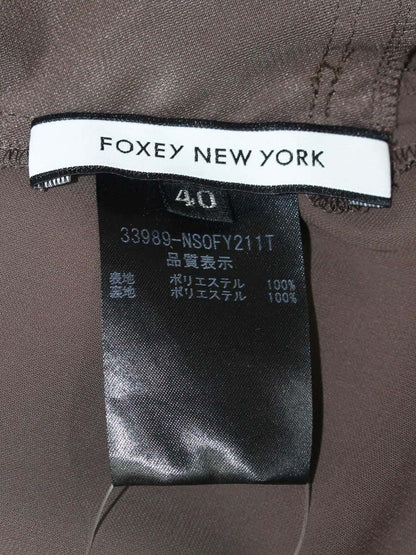 FOXEY NEW YORK
40
33989-NSOFY211T
品質表示
表地 ポリエステル 100%
裏地 ポリエステル 100%